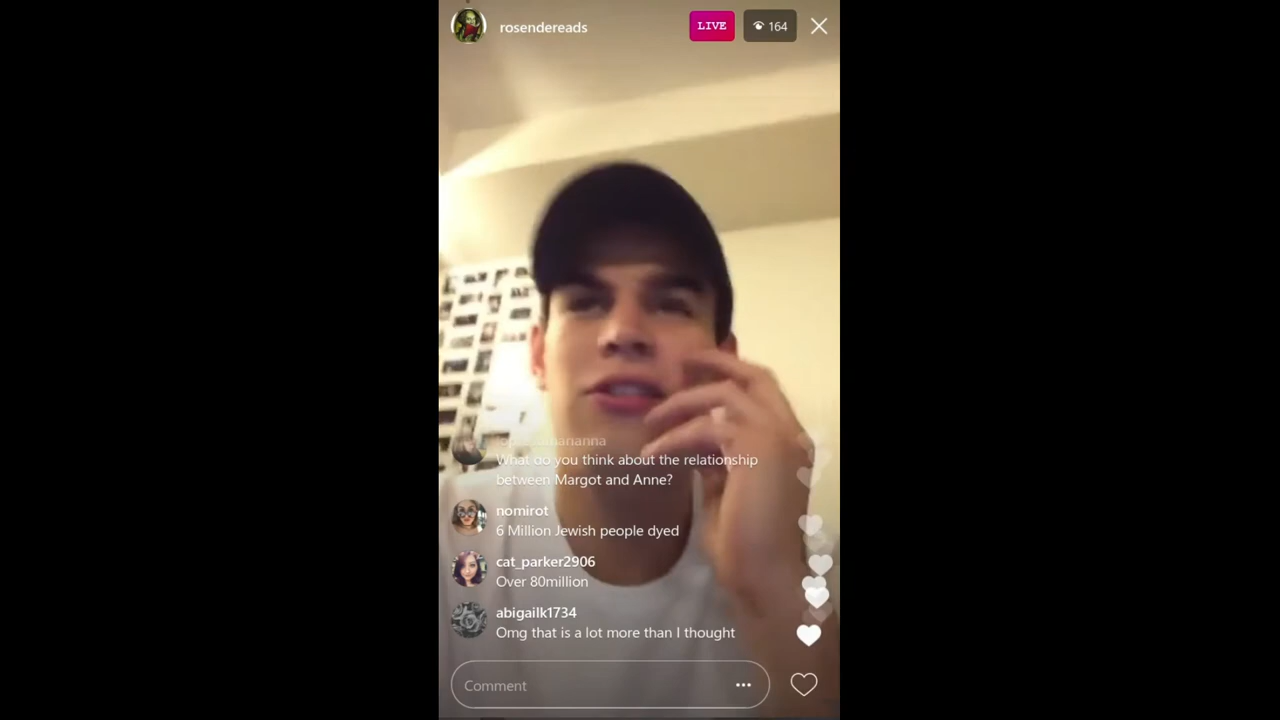 rosendereads
LIVE
164
What do you think about the relationship
between Margot and Anne?
nomirot
6 Million Jewish people dyed
cat_parker2906
Over 80million
abigailk1734
Omg that is a lot more than I thought
Comment